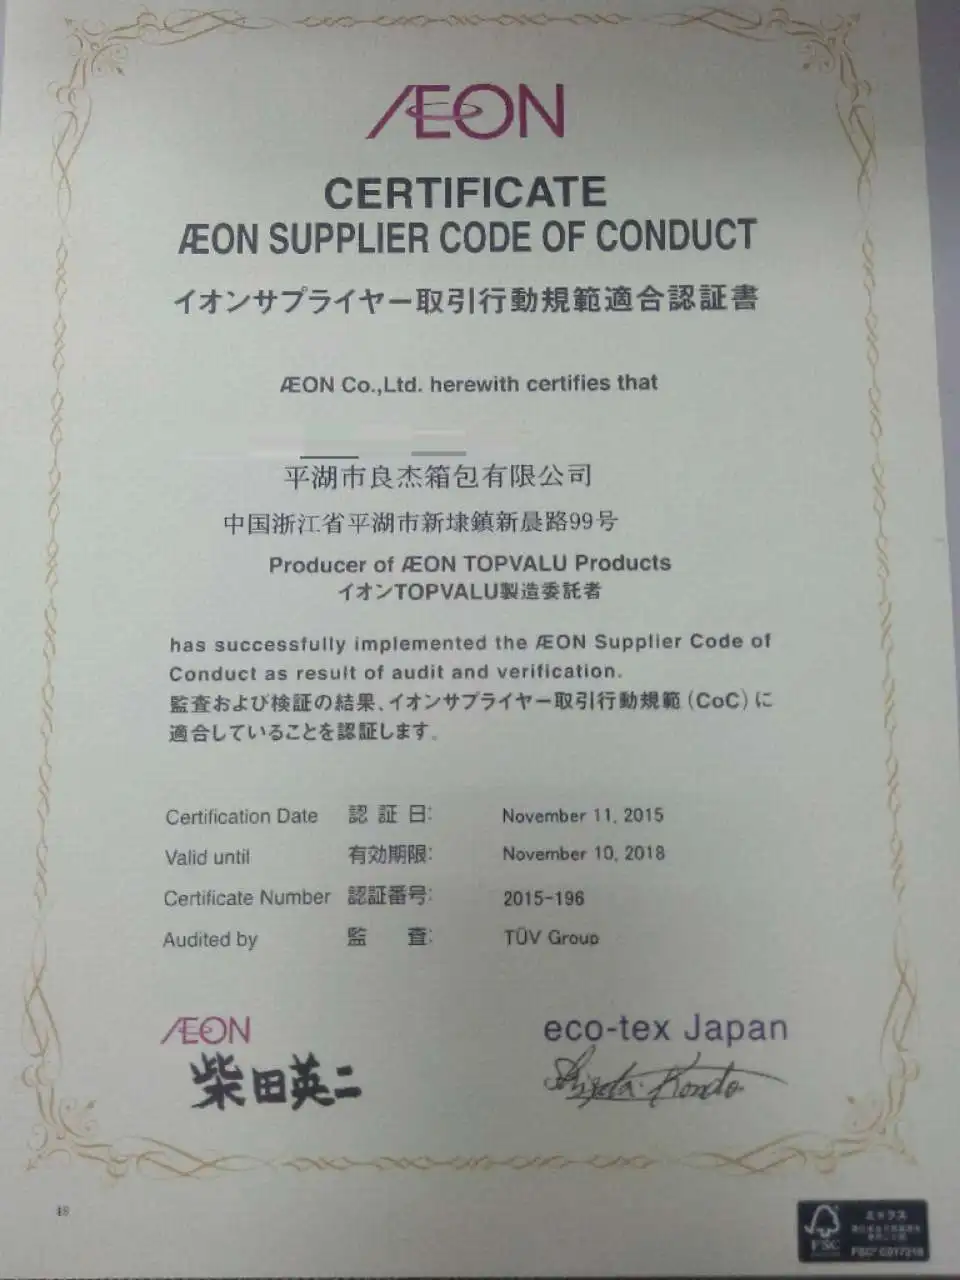 ÆON
CERTIFICATE
ÆON SUPPLIER CODE OF CONDUCT
イオンサプライヤー取引行動規範適合認証書
ÆON Co.,Ltd. herewith certifies that
平湖市良杰箱包有限公司
中国浙江省平湖市新埭鎮新晨路99号
Producer of ÆON TOPVALU Products
イオンTOPVALU製造委託者
has successfully implemented the ÆON Supplier Code of
Conduct as result of audit and verification.
監査および検証の結果、イオンサプライヤー取引行動規範(CoC)に
適合していることを認証します。
Certification Date 認 証 日: November 11, 2015
Valid until 有効期限: November 10, 2018
Certificate Number 認証番号: 2015-196
Audited by 監 査: TÜV Group
ÆON
eco-tex Japan
柴田英二
Kondo
48
ミックス
FSC